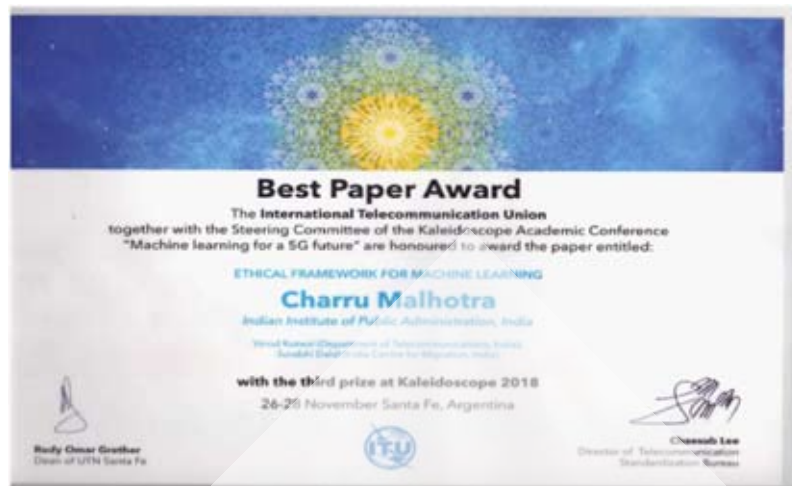 Best Paper Award
The International Telecommunication Union
together with the Steering Committee of the Kaleidoscope Academic Conference
"Machine learning for a 5G future" are honoured to award the paper entitled:
ETHICAL FRAMEWORK FOR MACHINE LEARNING
Charru Malhotra
Indian Institute of Public Administration, India
with the third prize at Kaleidoscope 2018
26-28 November Santa Fe, Argentina
Rudy Omar Grether
Dean of UTN Santa Fe
ITU
Chaesub Lee
Director of Telecommunication
Standardization Bureau